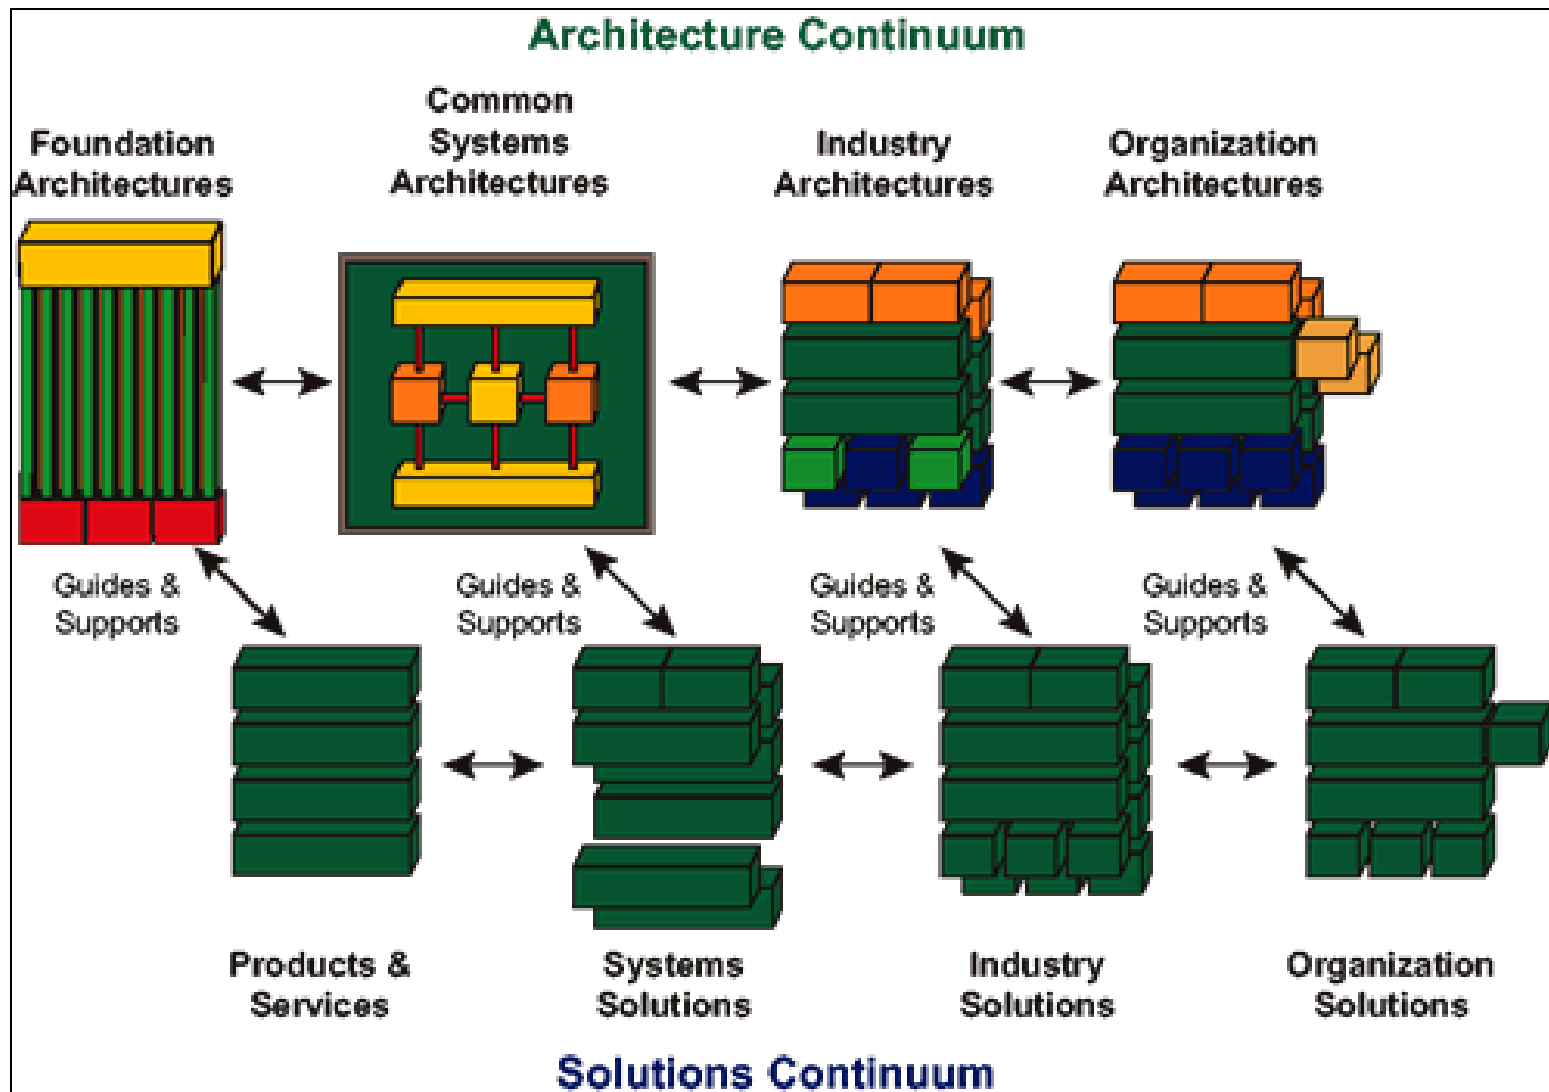 Architecture Continuum
Foundation
Architectures
Common
Systems
Architectures
Industry
Architectures
Organization
Architectures
Guides &
Supports
Guides &
Supports
Guides &
Supports
Guides &
Supports
Products &
Services
Systems
Solutions
Industry
Solutions
Organization
Solutions
Solutions Continuum